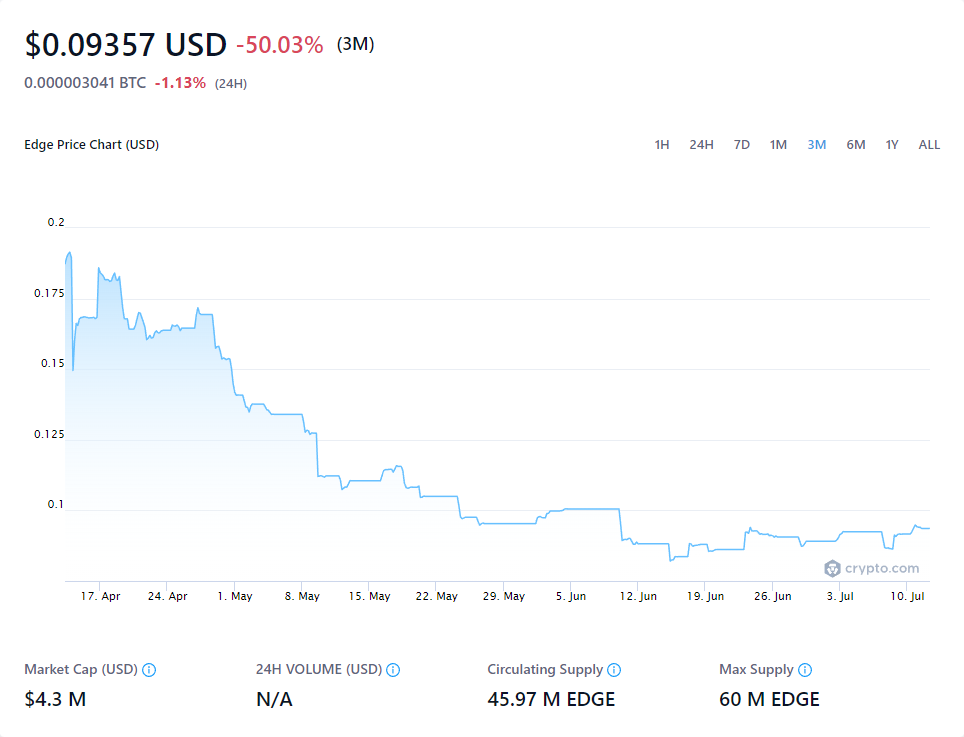 $0.09357 USD -50.03% (3M)
0.000003041 BTC -1.13% (24H)
Edge Price Chart (USD) 1H 24H 7D 1M 3M 6M 1Y ALL
0.2
0.175
0.15
0.125
0.1
crypto.com
17. Apr 24. Apr 1. May 8. May 15. May 22. May 29. May 5. Jun 12. Jun 19. Jun 26. Jun 3. Jul 10. Jul
Market Cap (USD) 24H VOLUME (USD) Circulating Supply Max Supply
$4.3 M N/A 45.97 M EDGE 60 M EDGE